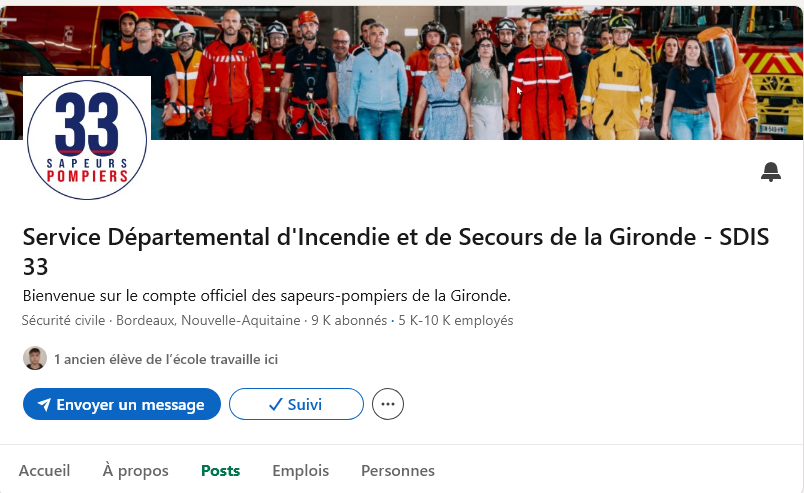 33
SAPEURS
POMPIERS
Service Départemental d'Incendie et de Secours de la Gironde - SDIS
33
Bienvenue sur le compte officiel des sapeurs-pompiers de la Gironde.
Sécurité civile · Bordeaux, Nouvelle-Aquitaine · 9 K abonnés · 5 K-10 K employés
1 ancien élève de l’école travaille ici
Envoyer un message
Suivi
Accueil
À propos
Posts
Emplois
Personnes